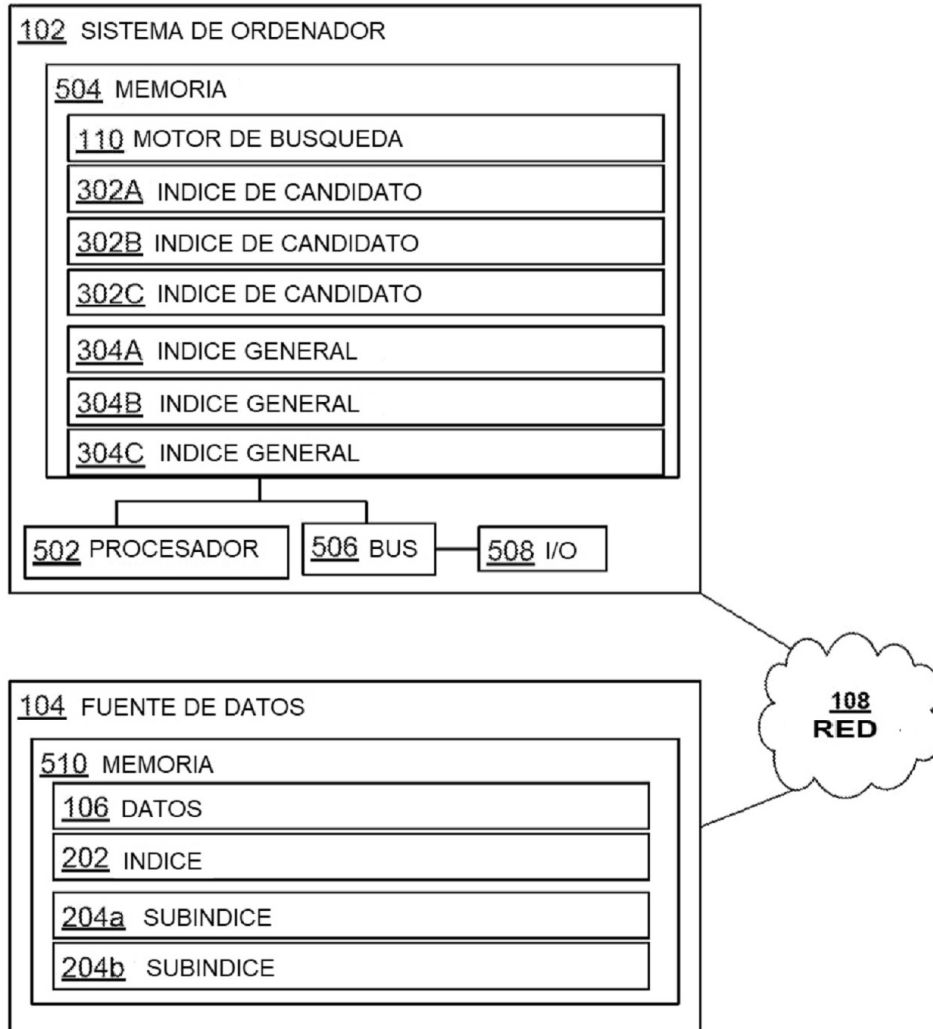 102 SISTEMA DE ORDENADOR
504 MEMORIA
110 MOTOR DE BUSQUEDA
302A INDICE DE CANDIDATO
302B INDICE DE CANDIDATO
302C INDICE DE CANDIDATO
304A INDICE GENERAL
304B INDICE GENERAL
304C INDICE GENERAL
502 PROCESADOR
506 BUS
508 I/O
108
RED
104 FUENTE DE DATOS
510 MEMORIA
106 DATOS
202 INDICE
204a SUBINDICE
204b SUBINDICE